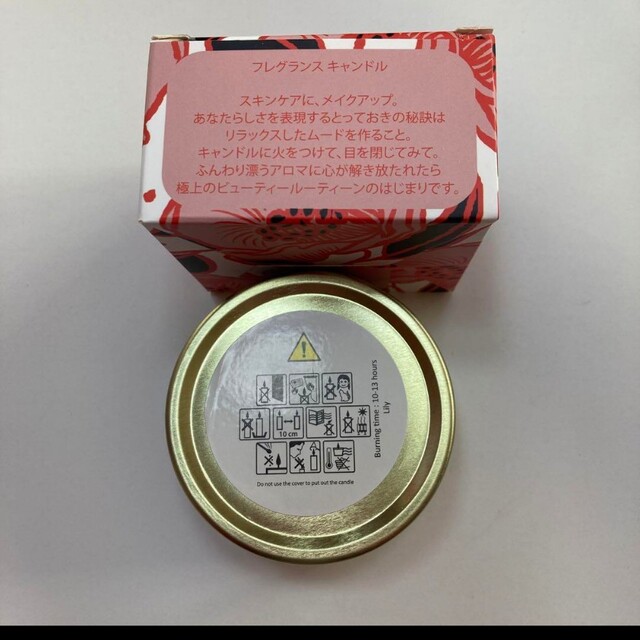 フレグランス キャンドル
スキンケアに、メイクアップ。
あなたらしさを表現するとっておきの秘訣は
リラックスしたムードを作ること。
キャンドルに火をつけて、目を閉じてみて。
ふんわり漂うアロマに心が解き放たれたら
極上のビューティールーティーンのはじまりです。
10 cm
Do not use the cover to put out the candle
Burning time : 10-13 hours
Lily